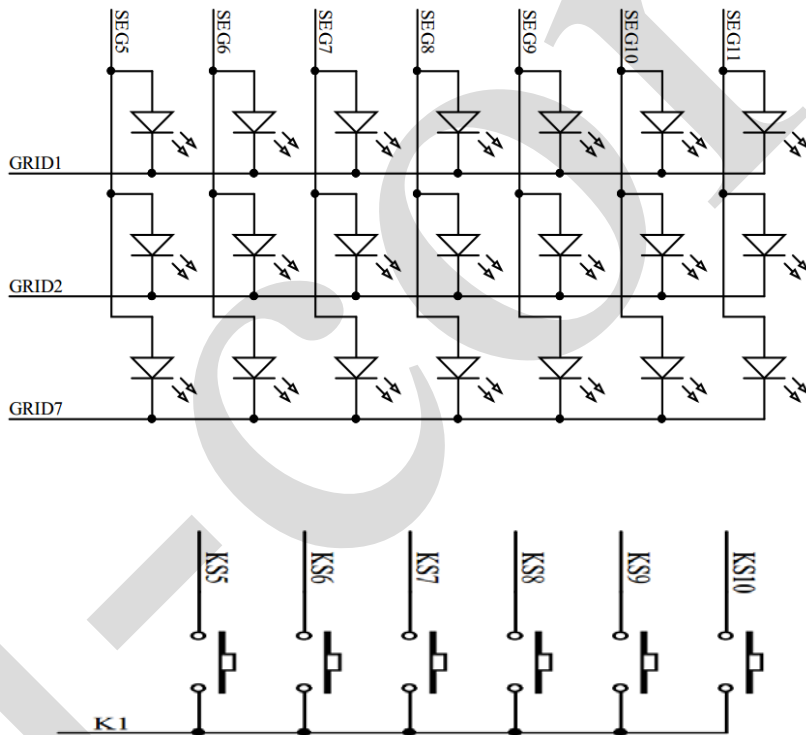 SEG5 SEG6 SEG7 SEG8 SEG9 SEG10 SEG11
GRID1
GRID2
GRID7
KS5 KS6 KS7 KS8 KS9 KS10
K1